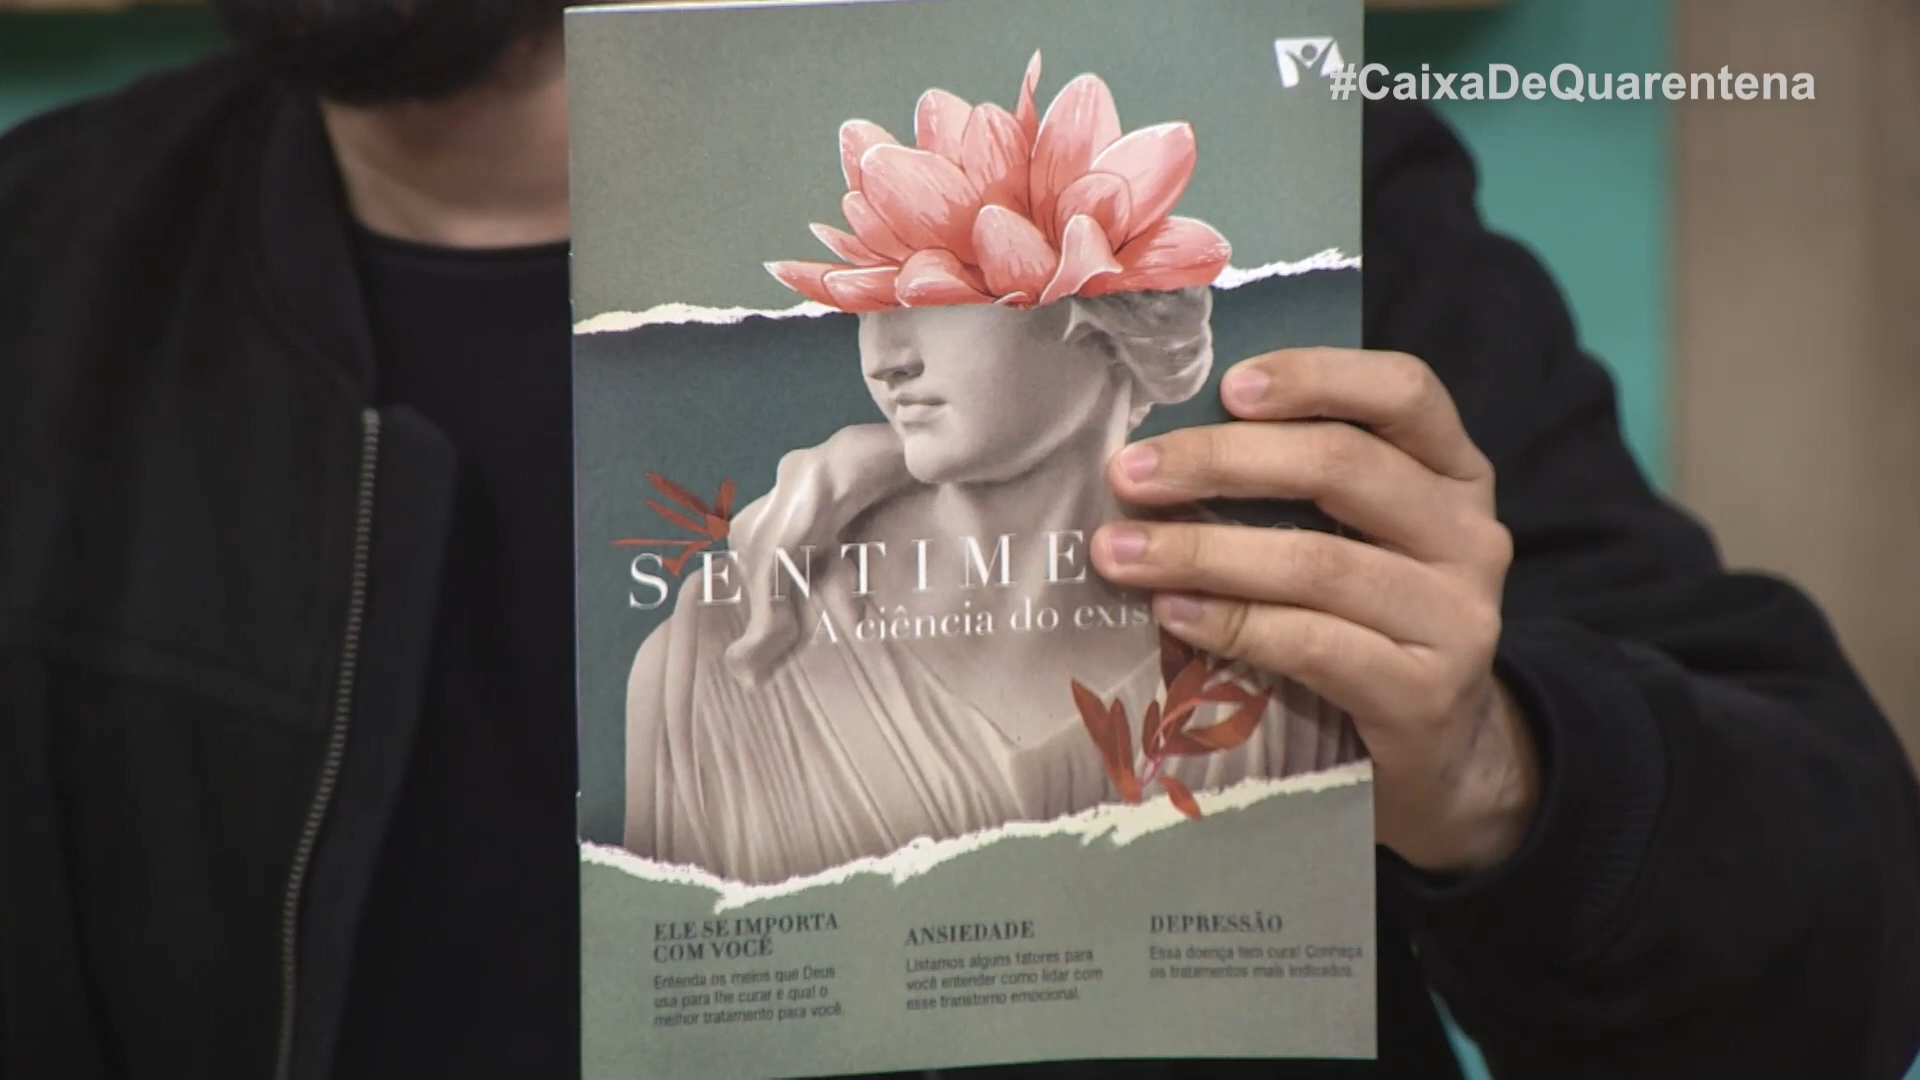 #CaixaDeQuarentena
SENTIME
A ciência do exis
ELE SE IMPORTA
COM VOCÊ
Entenda os meios que Deus
usa para lhe curar e qual o
melhor tratamento para você.
ANSIEDADE
Listamos alguns fatores para
você entender como lidar com
esse transtorno emocional.
DEPRESSÃO
Essa doença tem cura! Conheça
os tratamentos mais indicados.